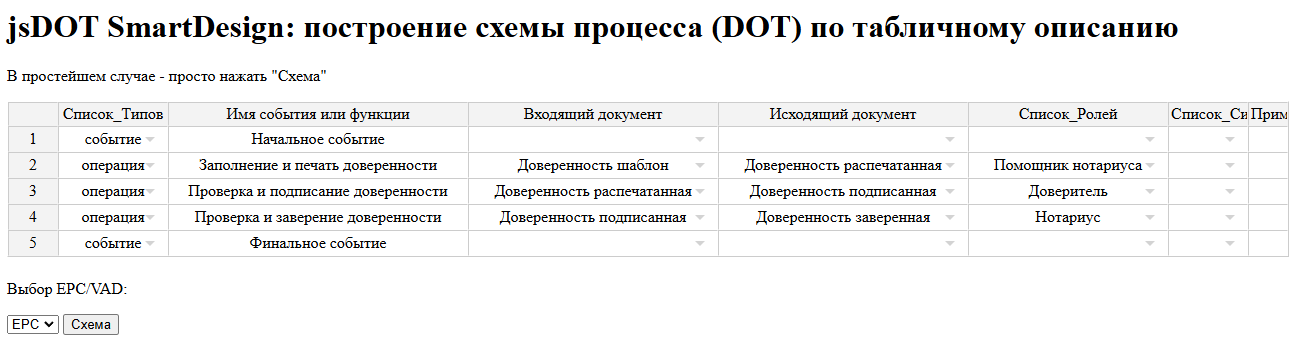 jsDOT SmartDesign: построение схемы процесса (DOT) по табличному описанию
В простейшем случае - просто нажать "Схема"
Список_Типов Имя события или функции Входящий документ Исходящий документ Список_Ролей Список_Си Прим
1 событие Начальное событие
2 операция Заполнение и печать доверенности Доверенность шаблон Доверенность распечатанная Помощник нотариуса
3 операция Проверка и подписание доверенности Доверенность распечатанная Доверенность подписанная Доверитель
4 операция Проверка и заверение доверенности Доверенность подписанная Доверенность заверенная Нотариус
5 событие Финальное событие
Выбор EPC/VAD:
EPC Схема